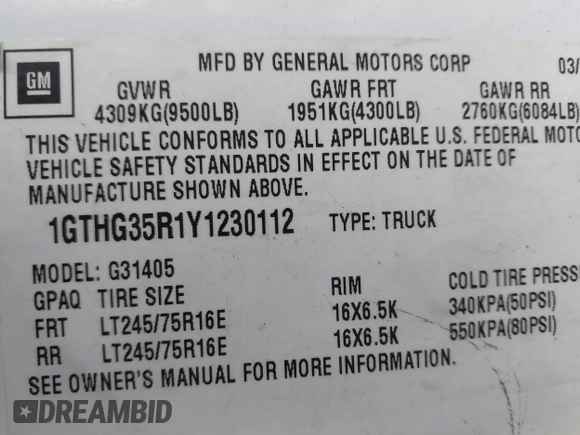 GM
MFD BY GENERAL MOTORS CORP 03/
GVWR GAWR FRT GAWR RR
4309KG(9500LB) 1951KG(4300LB) 2760KG(6084LB)
THIS VEHICLE CONFORMS TO ALL APPLICABLE U.S. FEDERAL MOTO
VEHICLE SAFETY STANDARDS IN EFFECT ON THE DATE OF
MANUFACTURE SHOWN ABOVE.
1GTHG35R1Y1230112 TYPE: TRUCK
MODEL: G31405
GPAQ TIRE SIZE RIM COLD TIRE PRESS
FRT LT245/75R16E 16X6.5K 340KPA(50PSI)
RR LT245/75R16E 16X6.5K 550KPA(80PSI)
SEE OWNER'S MANUAL FOR MORE INFORMATION.
DREAMBID